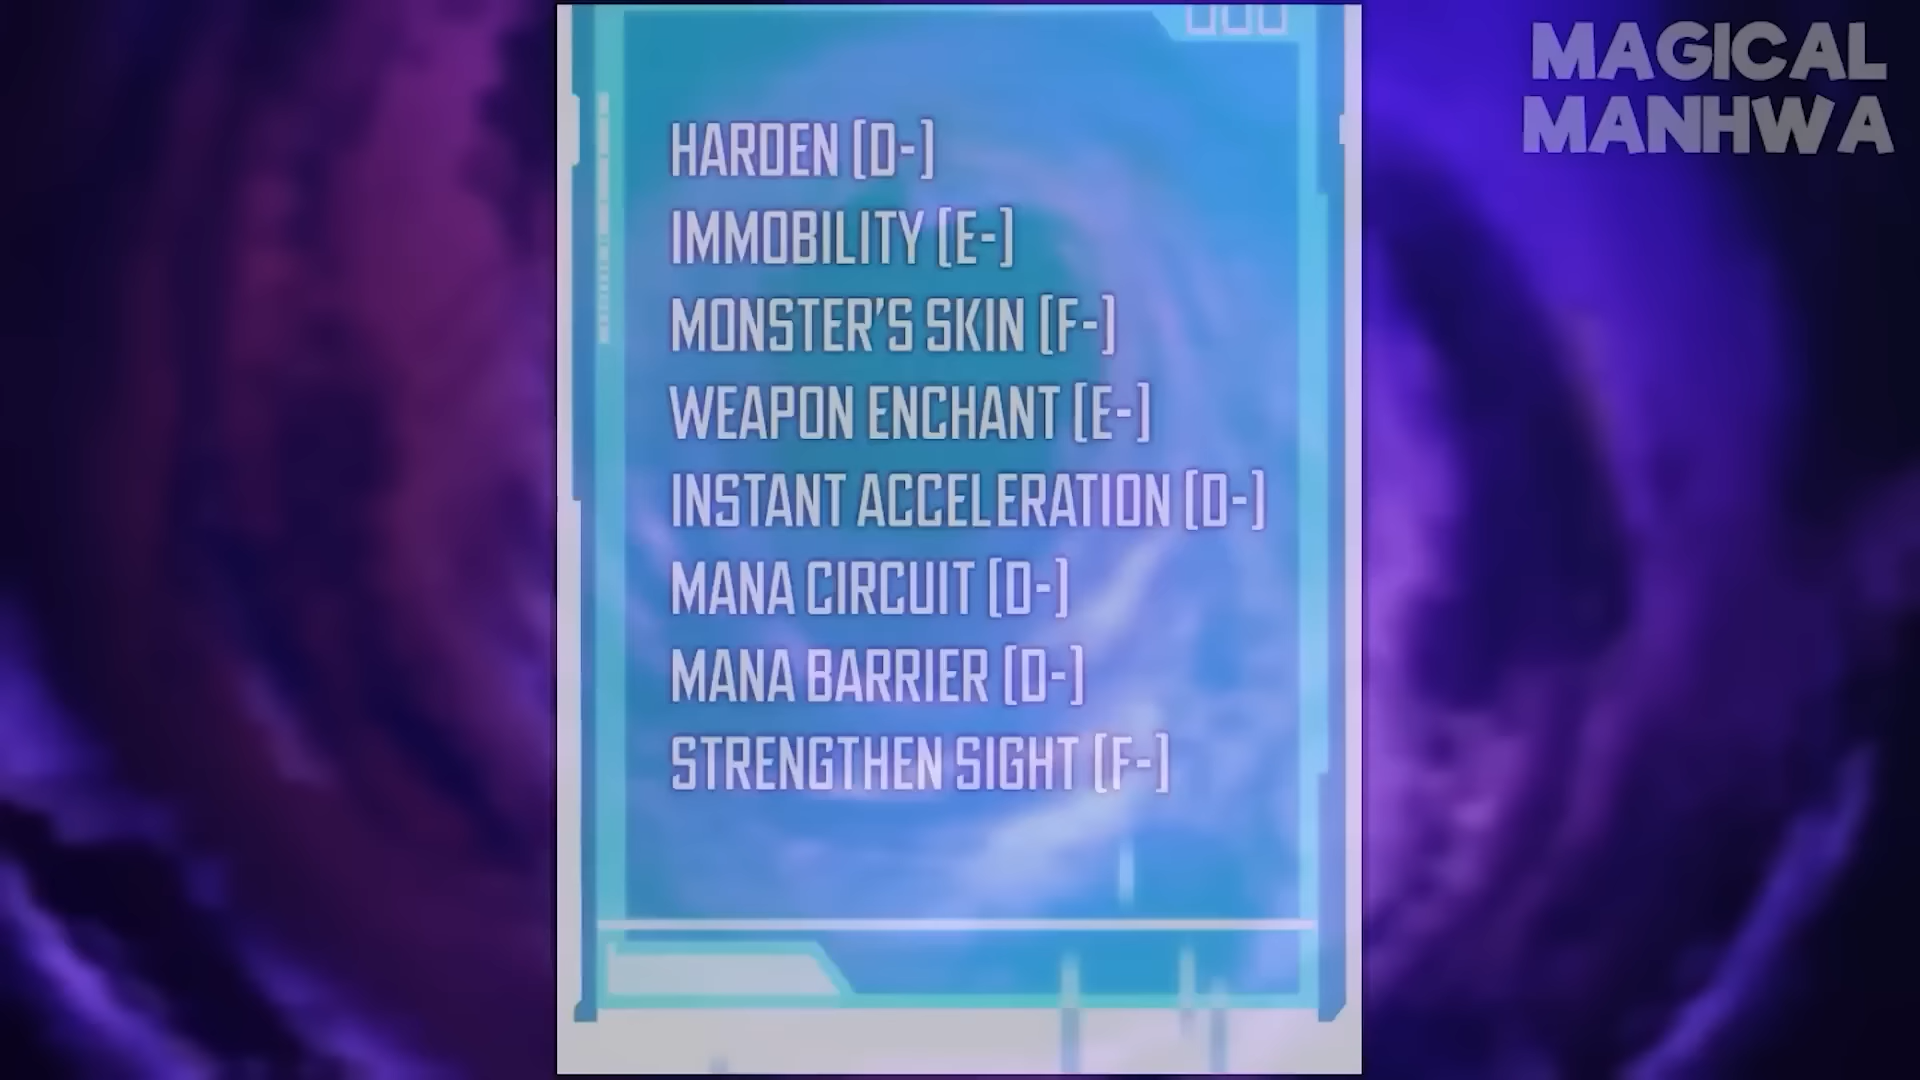 MAGICAL
MANHWA
HARDEN [D-]
IMMOBILITY [E-]
MONSTER'S SKIN [F-]
WEAPON ENCHANT [E-]
INSTANT ACCELERATION [D-]
MANA CIRCUIT [D-]
MANA BARRIER [D-]
STRENGTHEN SIGHT [F-]